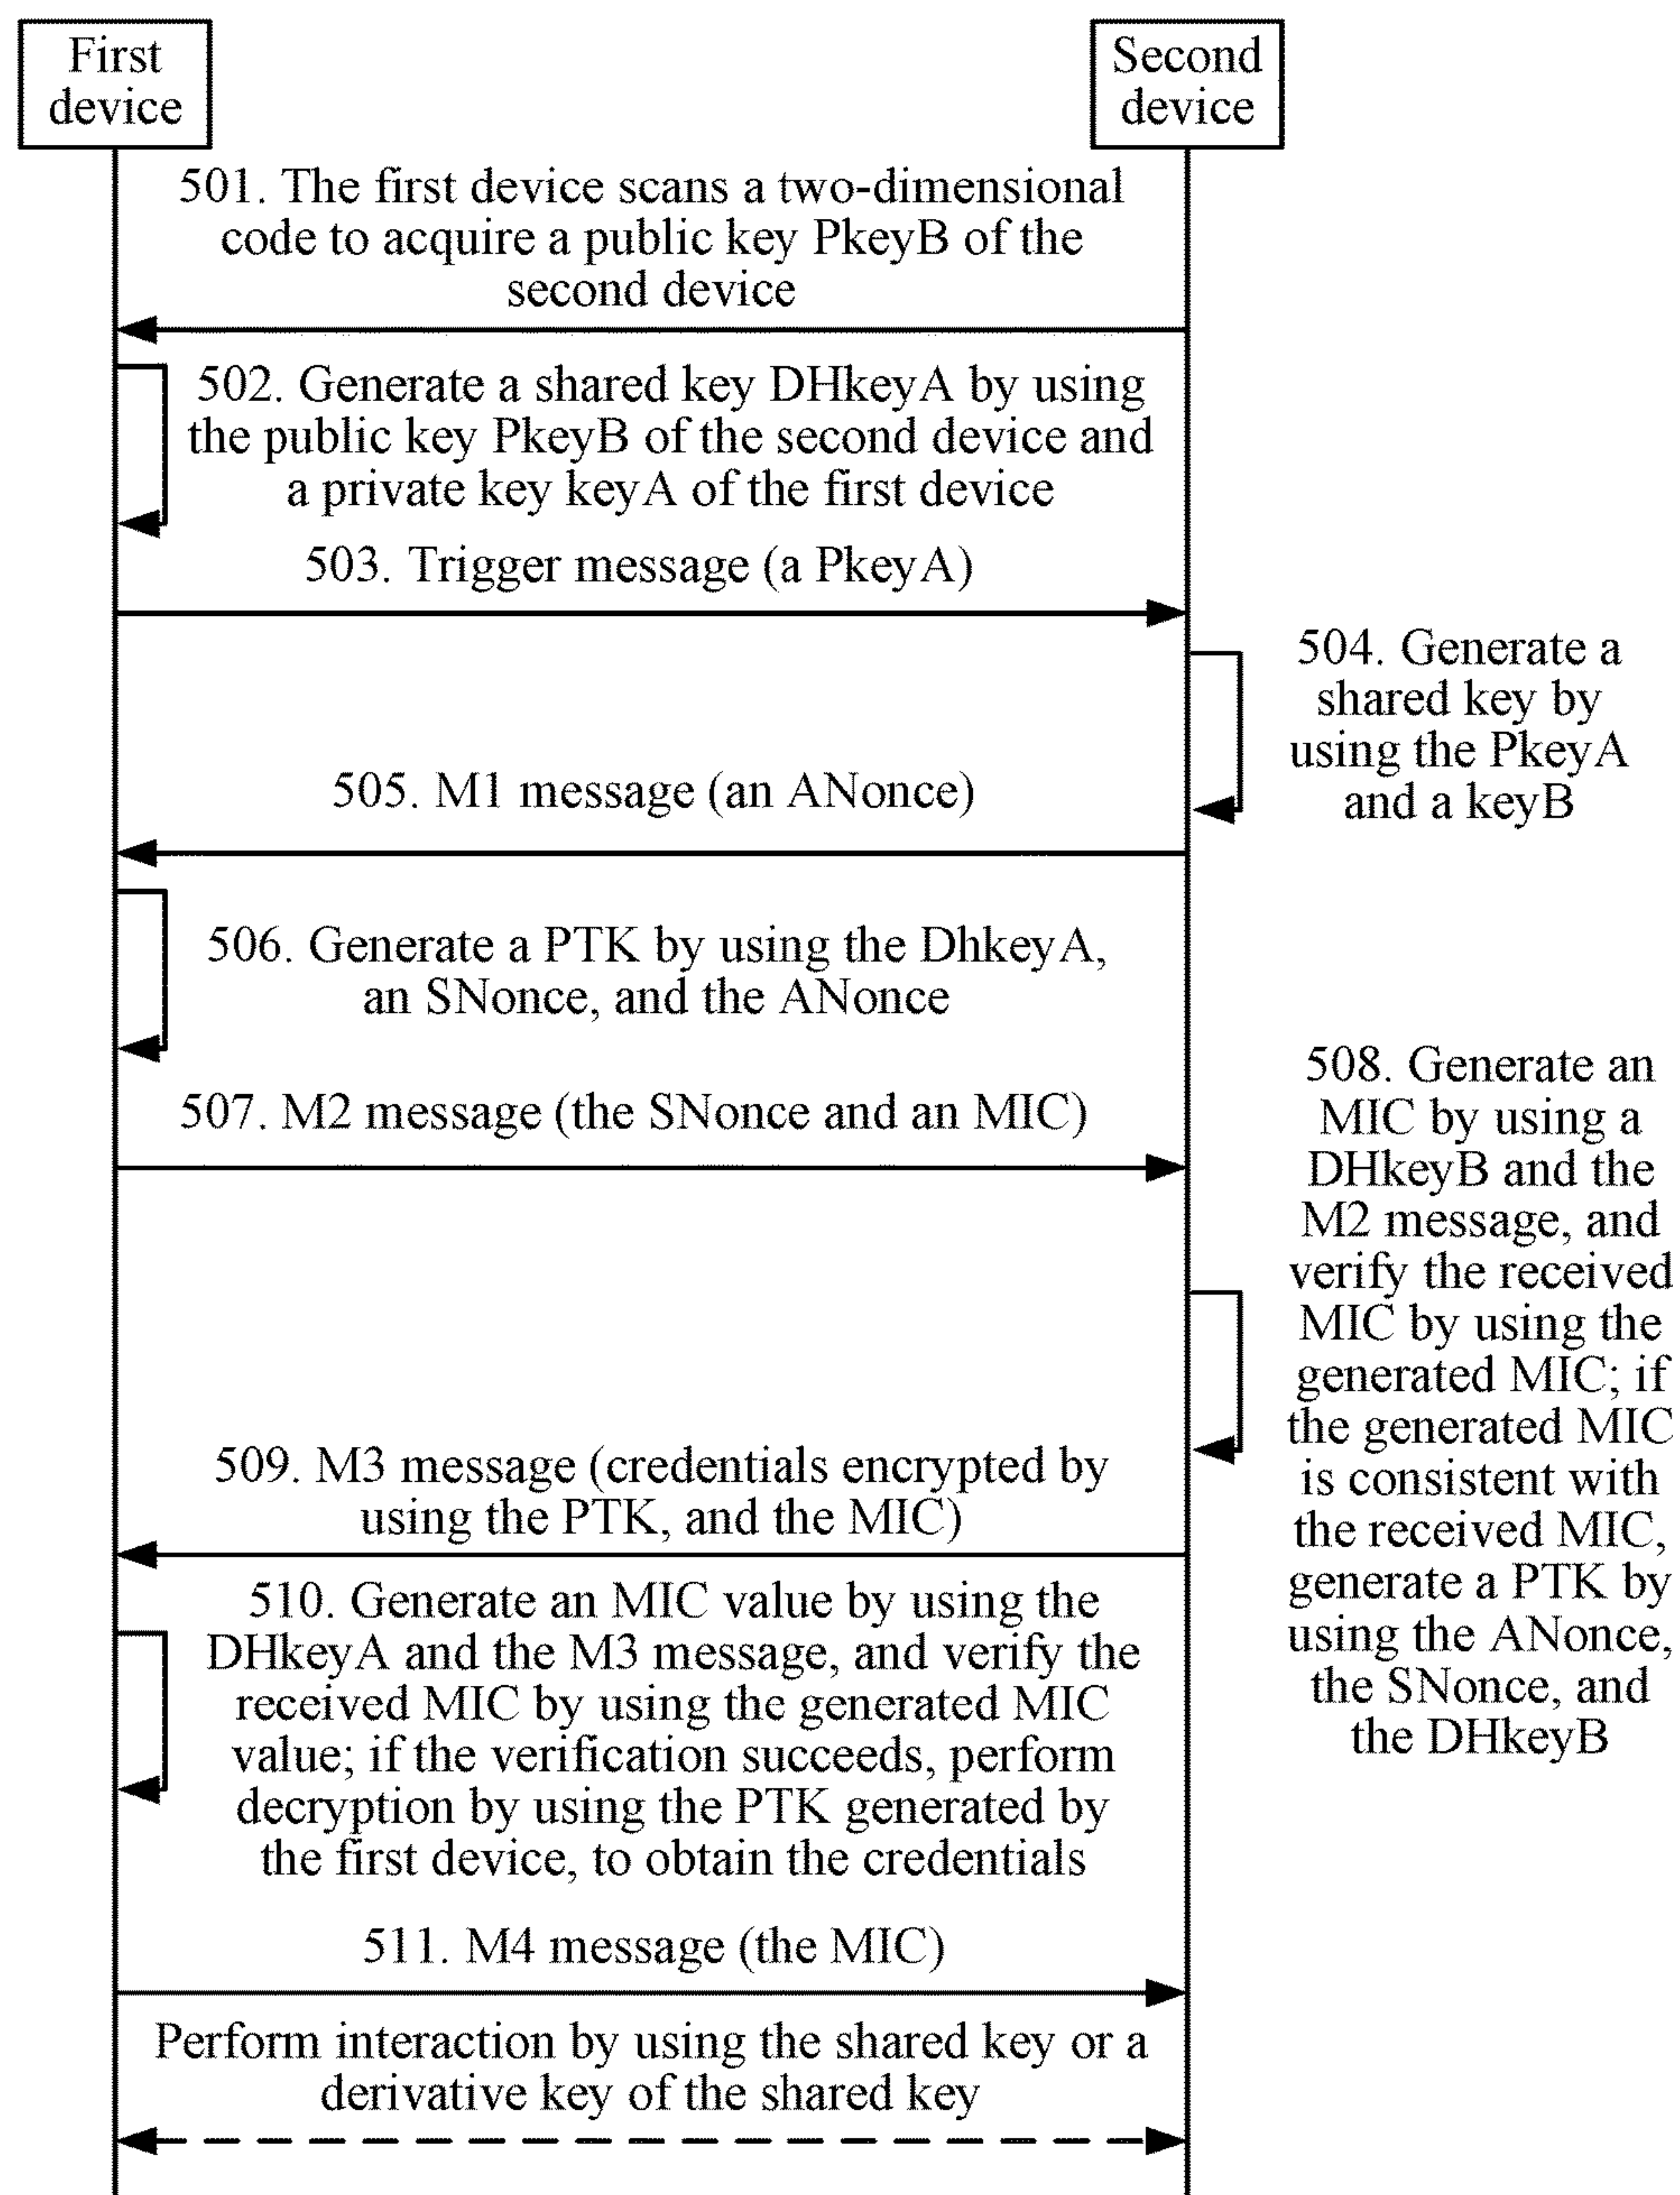 First
device
Second
device
501. The first device scans a two-dimensional
code to acquire a public key PkeyB of the
second device
502. Generate a shared key DHkeyA by using
the public key PkeyB of the second device and
a private key keyA of the first device
503. Trigger message (a PkeyA)
504. Generate a
shared key by
using the PkeyA
and a keyB
505. M1 message (an ANonce)
506. Generate a PTK by using the DhkeyA,
an SNonce, and the ANonce
507. M2 message (the SNonce and an MIC)
508. Generate an
MIC by using a
DHkeyB and the
M2 message, and
verify the received
MIC by using the
generated MIC; if
the generated MIC
is consistent with
the received MIC,
generate a PTK by
using the ANonce,
the SNonce, and
the DHkeyB
509. M3 message (credentials encrypted by
using the PTK, and the MIC)
510. Generate an MIC value by using the
DHkeyA and the M3 message, and verify the
received MIC by using the generated MIC
value; if the verification succeeds, perform
decryption by using the PTK generated by
the first device, to obtain the credentials
511. M4 message (the MIC)
Perform interaction by using the shared key or a
derivative key of the shared key